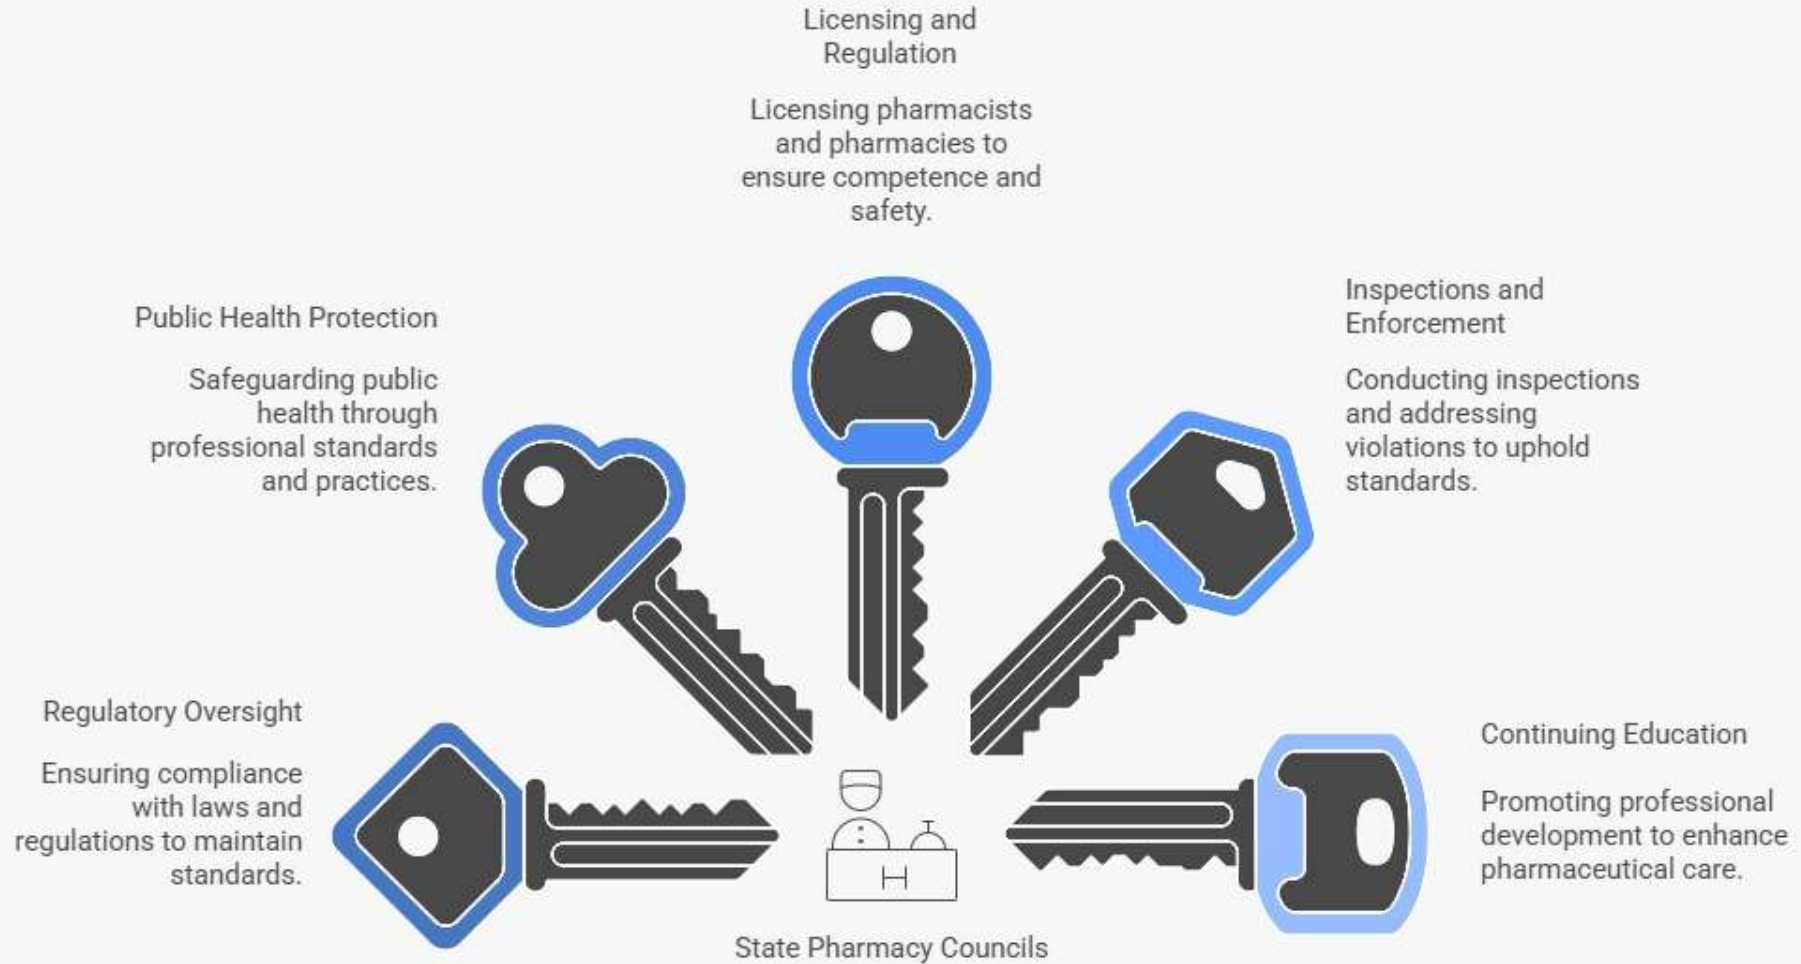 Licensing and
Regulation
Licensing pharmacists
and pharmacies to
ensure competence and
safety.
Public Health Protection
Safeguarding public
health through
professional standards
and practices.
Inspections and
Enforcement
Conducting inspections
and addressing
violations to uphold
standards.
Regulatory Oversight
Ensuring compliance
with laws and
regulations to maintain
standards.
Continuing Education
Promoting professional
development to enhance
pharmaceutical care.
H
State Pharmacy Councils